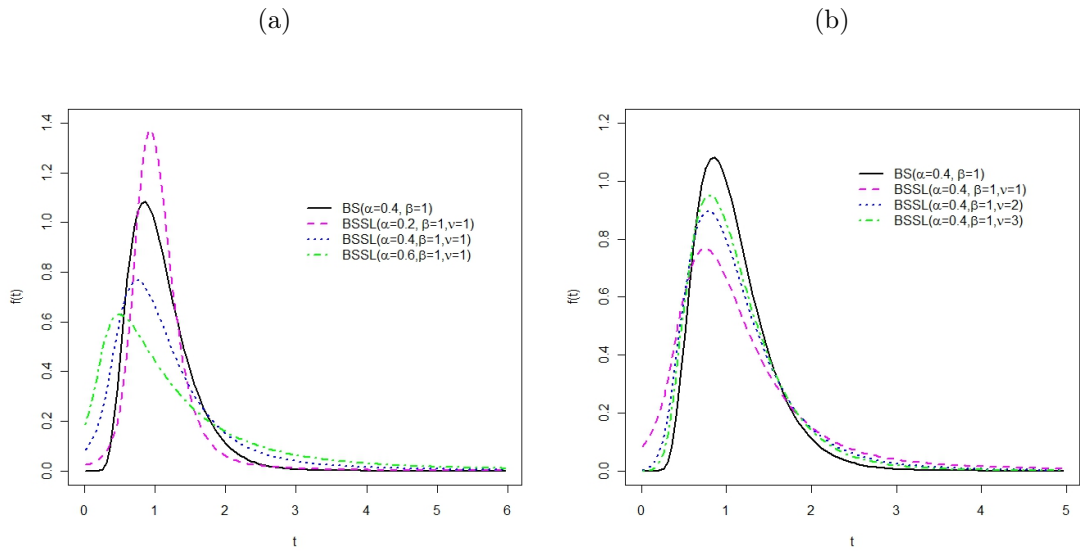 (a)
f(t)
1.4
1.2
1.0
0.8
0.6
0.4
0.2
0.0
BS(α=0.4, β=1)
BSSL(α=0.2, β=1,ν=1)
BSSL(α=0.4,β=1,ν=1)
BSSL(α=0.6,β=1,ν=1)
0 1 2 3 4 5 6
t
(b)
f(t)
1.2
1.0
0.8
0.6
0.4
0.2
0.0
BS(α=0.4, β=1)
BSSL(α=0.4, β=1,ν=1)
BSSL(α=0.4,β=1,ν=2)
BSSL(α=0.4,β=1,ν=3)
0 1 2 3 4 5
t